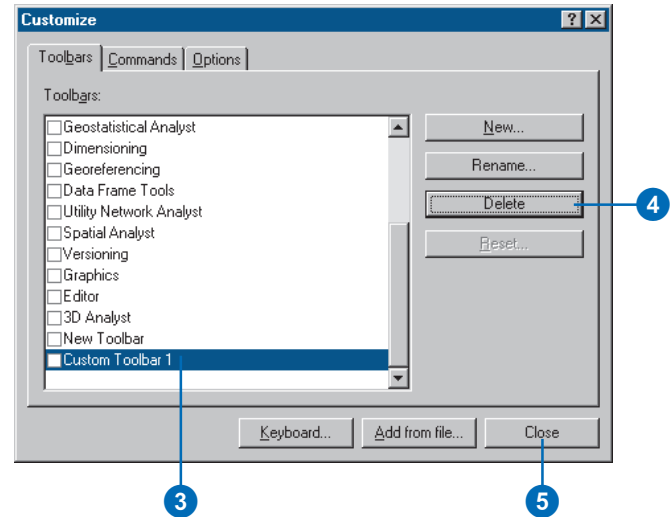 Customize
Toolbars Commands Options
Toolbars:
Geostatistical Analyst
Dimensioning
Georeferencing
Data Frame Tools
Utility Network Analyst
Spatial Analyst
Versioning
Graphics
Editor
3D Analyst
New Toolbar
Custom Toolbar 1
New...
Rename...
Delete
Reset...
4
Keyboard... Add from file... Close
3 5